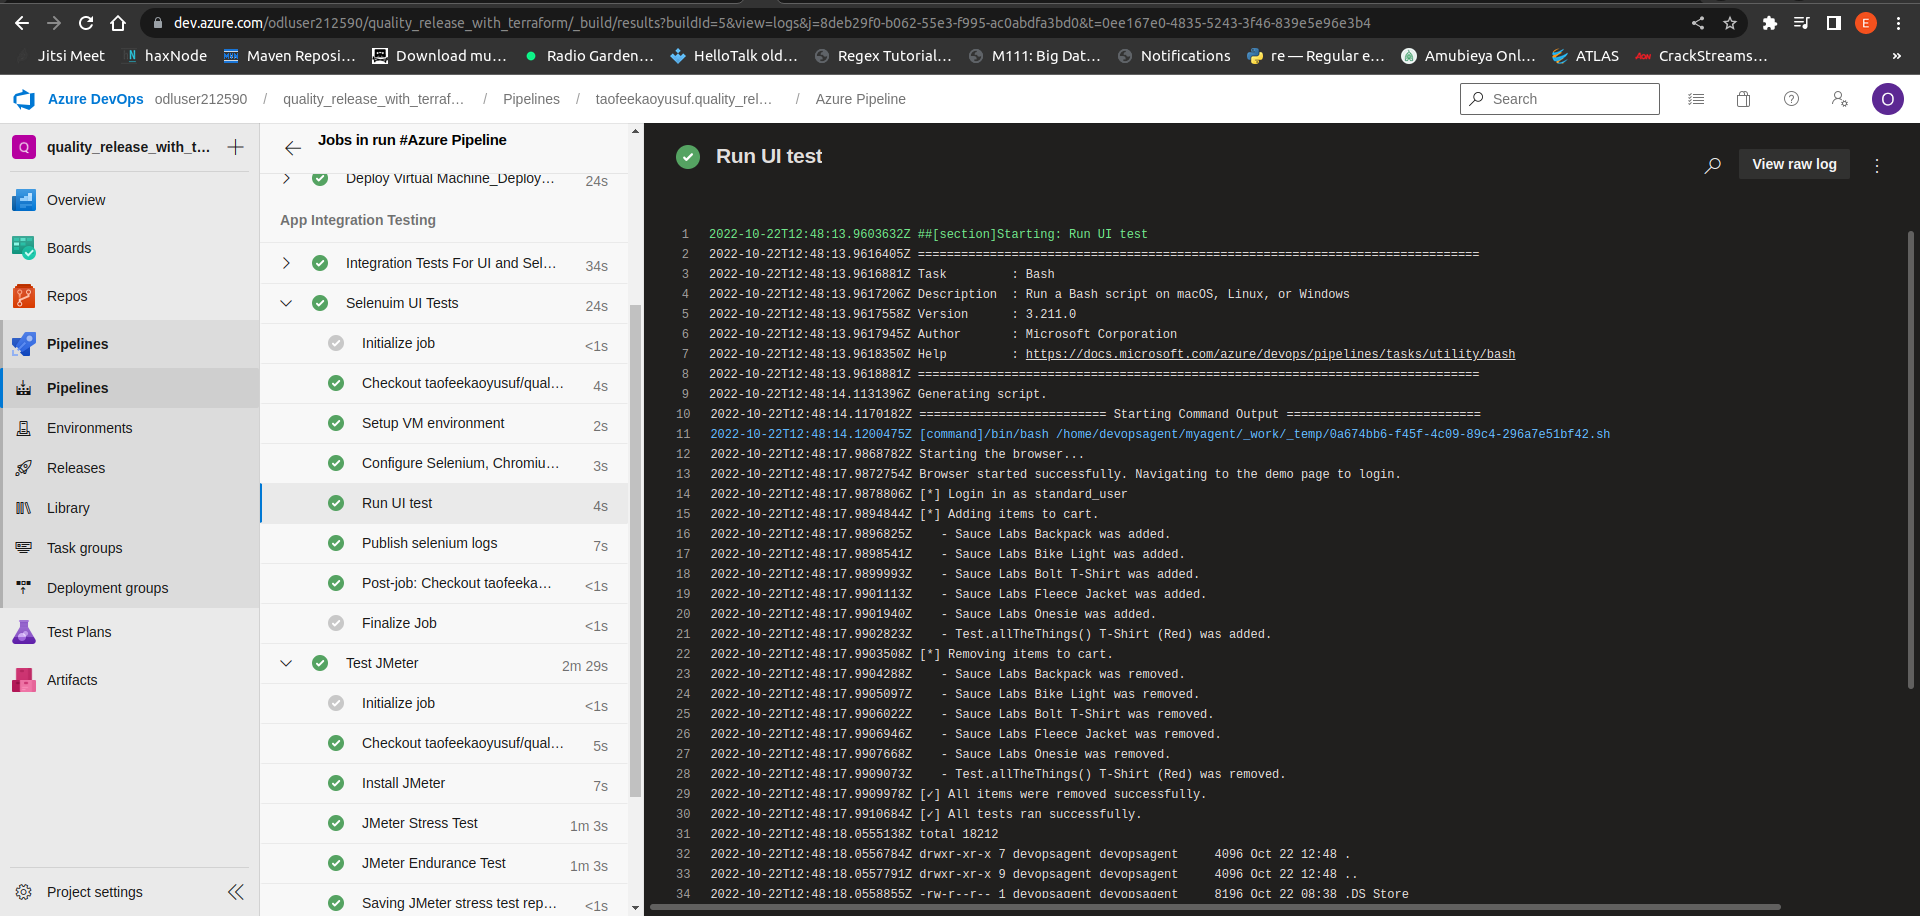 dev.azure.com/odluser212590/quality_release_with_terraform/_build/results?buildId=5&view=logs&j=8deb29f0-b062-55e3-f995-ac0abdfa3bd0&t=0ee167e0-4835-5243-3f46-839e5e96e3b4
E
Jitsi Meet
haxNode
Maven Reposi...
Download mu...
Radio Garden...
HelloTalk old...
Regex Tutorial...
M111: Big Dat...
Notifications
re — Regular e...
Amubieya Onl...
ATLAS
CrackStreams...
»
Azure DevOps
odluser212590 / quality_release_with_terraf... / Pipelines / taofeekaoyusuf.quality_rel... / Azure Pipeline
Search
O
Q
quality_release_with_t...
Overview
Boards
Repos
Pipelines
Pipelines
Environments
Releases
Library
Task groups
Deployment groups
Test Plans
Artifacts
Project settings
Jobs in run #Azure Pipeline
Deploy Virtual Machine_Deploy... 24s
App Integration Testing
Integration Tests For UI and Sel... 34s
Selenuim UI Tests 24s
Initialize job <1s
Checkout taofeekaoyusuf/qual... 4s
Setup VM environment 2s
Configure Selenium, Chromiu... 3s
Run UI test 4s
Publish selenium logs 7s
Post-job: Checkout taofeeka... <1s
Finalize Job <1s
Test JMeter 2m 29s
Initialize job <1s
Checkout taofeekaoyusuf/qual... 5s
Install JMeter 7s
JMeter Stress Test 1m 3s
JMeter Endurance Test 1m 3s
Saving JMeter stress test rep... <1s
Run UI test
View raw log
1 2022-10-22T12:48:13.9603632Z ##[section]Starting: Run UI test
2 2022-10-22T12:48:13.9616405Z ==============================================================================
3 2022-10-22T12:48:13.9616881Z Task         : Bash
4 2022-10-22T12:48:13.9617206Z Description  : Run a Bash script on macOS, Linux, or Windows
5 2022-10-22T12:48:13.9617558Z Version      : 3.211.0
6 2022-10-22T12:48:13.9617945Z Author       : Microsoft Corporation
7 2022-10-22T12:48:13.9618350Z Help         : https://docs.microsoft.com/azure/devops/pipelines/tasks/utility/bash
8 2022-10-22T12:48:13.9618881Z ==============================================================================
9 2022-10-22T12:48:14.1131396Z Generating script.
10 2022-10-22T12:48:14.1170182Z ========================== Starting Command Output ===========================
11 2022-10-22T12:48:14.1200475Z [command]/bin/bash /home/devopsagent/myagent/_work/_temp/0a674bb6-f45f-4c09-89c4-296a7e51bf42.sh
12 2022-10-22T12:48:17.9868782Z Starting the browser...
13 2022-10-22T12:48:17.9872754Z Browser started successfully. Navigating to the demo page to login.
14 2022-10-22T12:48:17.9878806Z [*] Login in as standard_user
15 2022-10-22T12:48:17.9894844Z [*] Adding items to cart.
16 2022-10-22T12:48:17.9896825Z    - Sauce Labs Backpack was added.
17 2022-10-22T12:48:17.9898541Z    - Sauce Labs Bike Light was added.
18 2022-10-22T12:48:17.9899993Z    - Sauce Labs Bolt T-Shirt was added.
19 2022-10-22T12:48:17.9901113Z    - Sauce Labs Fleece Jacket was added.
20 2022-10-22T12:48:17.9901940Z    - Sauce Labs Onesie was added.
21 2022-10-22T12:48:17.9902823Z    - Test.allTheThings() T-Shirt (Red) was added.
22 2022-10-22T12:48:17.9903508Z [*] Removing items to cart.
23 2022-10-22T12:48:17.9904288Z    - Sauce Labs Backpack was removed.
24 2022-10-22T12:48:17.9905097Z    - Sauce Labs Bike Light was removed.
25 2022-10-22T12:48:17.9906022Z    - Sauce Labs Bolt T-Shirt was removed.
26 2022-10-22T12:48:17.9906946Z    - Sauce Labs Fleece Jacket was removed.
27 2022-10-22T12:48:17.9907668Z    - Sauce Labs Onesie was removed.
28 2022-10-22T12:48:17.9909073Z    - Test.allTheThings() T-Shirt (Red) was removed.
29 2022-10-22T12:48:17.9909978Z [✓] All items were removed successfully.
30 2022-10-22T12:48:17.9910684Z [✓] All tests ran successfully.
31 2022-10-22T12:48:18.0555138Z total 18212
32 2022-10-22T12:48:18.0556784Z drwxr-xr-x 7 devopsagent devopsagent     4096 Oct 22 12:48 .
33 2022-10-22T12:48:18.0557791Z drwxr-xr-x 9 devopsagent devopsagent     4096 Oct 22 12:48 ..
34 2022-10-22T12:48:18.0558855Z -rw-r--r-- 1 devopsagent devopsagent     8196 Oct 22 08:38 .DS Store